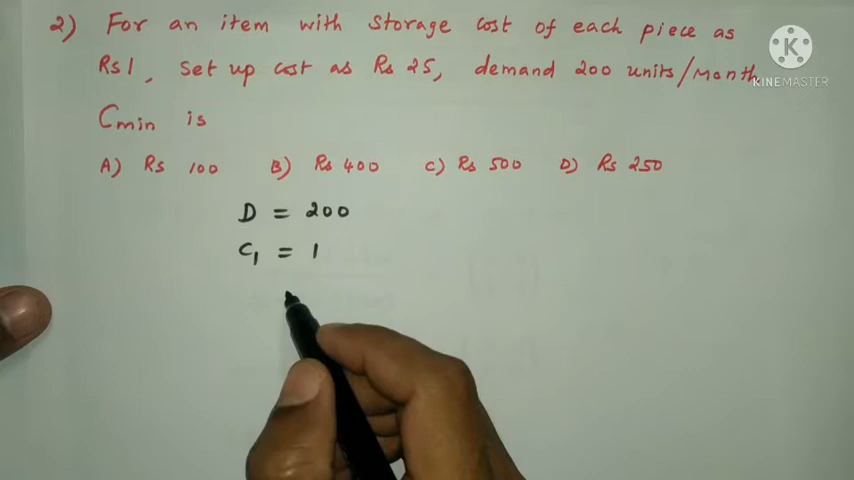 2) For an item with storage cost of each piece as
Rs 1, Set up cost as Rs 25, demand 200 units/Month
Cmin is
A) Rs 100 B) Rs 400 C) Rs 500 D) Rs 250
D = 200
C1 = 1
K
KINEMASTER